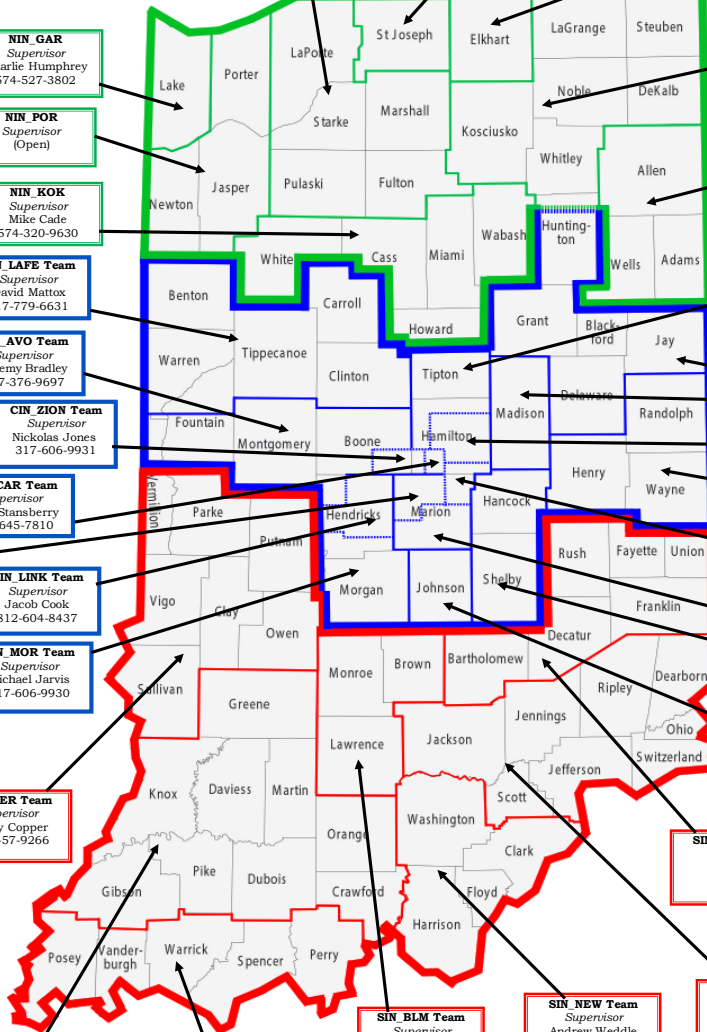 NIN_GAR
Supervisor
arlie Humphrey
574-527-3802
NIN_POR
Supervisor
(Open)
NIN_KOK
Supervisor
Mike Cade
574-320-9630
N_LAFE Team
Supervisor
avid Mattox
17-779-6631
_AVO Team
Supervisor
emy Bradley
7-376-9697
CIN_ZION Team
Supervisor
Nickolas Jones
317-606-9931
CAR Team
pervisor
Stansberry
645-7810
IN_LINK Team
Supervisor
Jacob Cook
812-604-8437
N_MOR Team
Supervisor
ichael Jarvis
17-606-9930
ER Team
pervisor
y Copper
57-9266
SIN_BLM Team
Supervisor
SIN_NEW Team
Supervisor
Andrew Weddle
SIN
Lake
Porter
LaPorte
St Joseph
Elkhart
LaGrange
Steuben
Starke
Marshall
Kosciusko
Noble
DeKalb
Whitley
Allen
Newton
Jasper
Pulaski
Fulton
White
Cass
Miami
Wabash
Hunting-
ton
Wells
Adams
Howard
Benton
Carroll
Grant
Black-
ford
Jay
Warren
Tippecanoe
Clinton
Tipton
Madison
Delaware
Randolph
Fountain
Montgomery
Boone
Hamilton
Henry
Wayne
Vermillion
Parke
Putnam
Hendricks
Marion
Hancock
Rush
Fayette
Union
Vigo
Clay
Owen
Morgan
Johnson
Shelby
Franklin
Decatur
Sullivan
Greene
Monroe
Brown
Bartholomew
Ripley
Dearborn
Jennings
Ohio
Switzerland
Knox
Daviess
Martin
Lawrence
Jackson
Jefferson
Scott
Washington
Orange
Clark
Gibson
Pike
Dubois
Crawford
Floyd
Harrison
Posey
Vander-
burgh
Warrick
Spencer
Perry